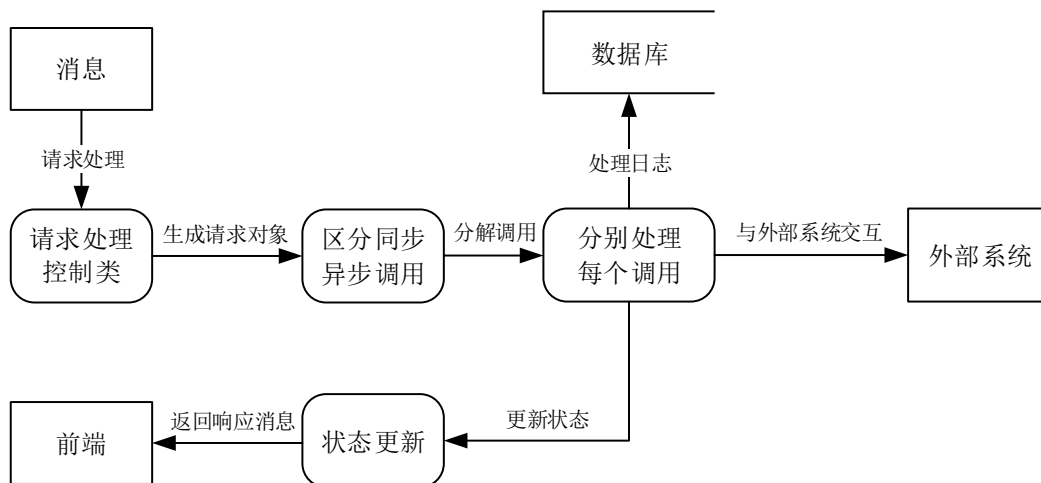 消息
数据库
请求处理
处理日志
请求处理
控制类
生成请求对象
区分同步
异步调用
分解调用
分别处理
每个调用
与外部系统交互
外部系统
前端
返回响应消息
状态更新
更新状态